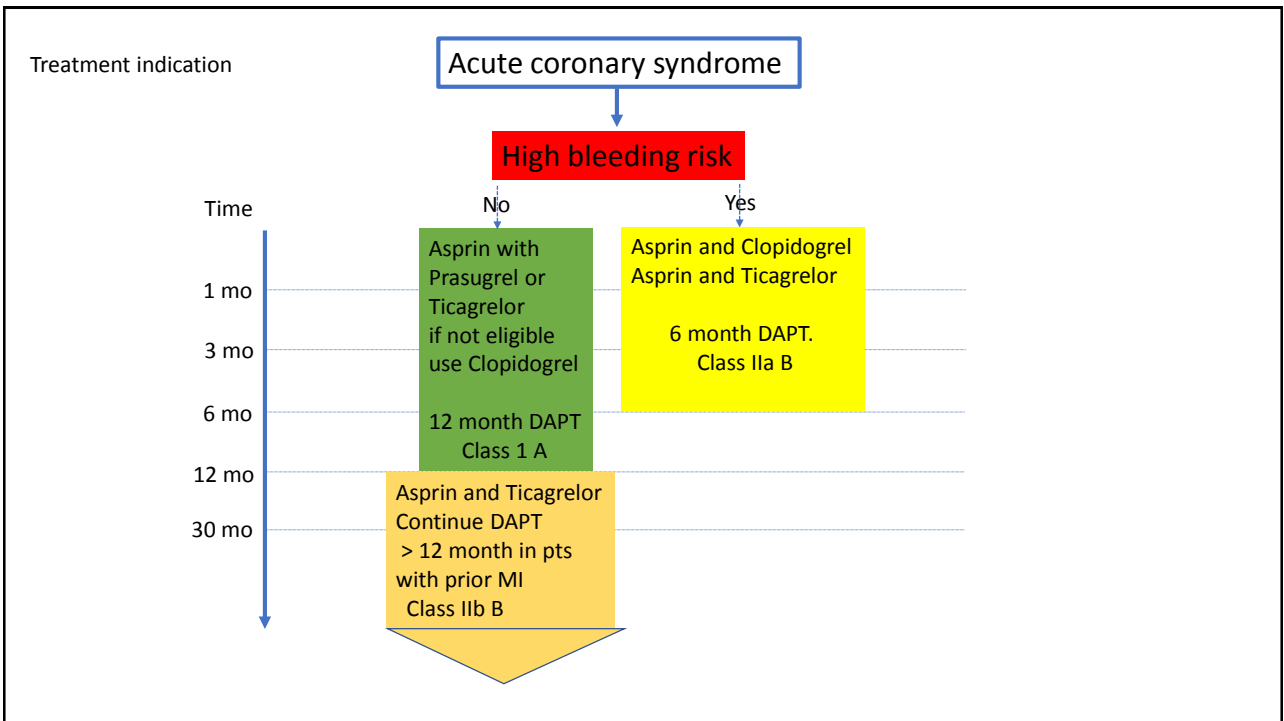 Treatment indication
Acute coronary syndrome
High bleeding risk
Time
No
Yes
Asprin with
Prasugrel or
Ticagrelor
if not eligible
use Clopidogrel
12 month DAPT
Class 1 A
Asprin and Clopidogrel
Asprin and Ticagrelor
6 month DAPT.
Class IIa B
1 mo
3 mo
6 mo
12 mo
30 mo
Asprin and Ticagrelor
Continue DAPT
> 12 month in pts
with prior MI
Class IIb B